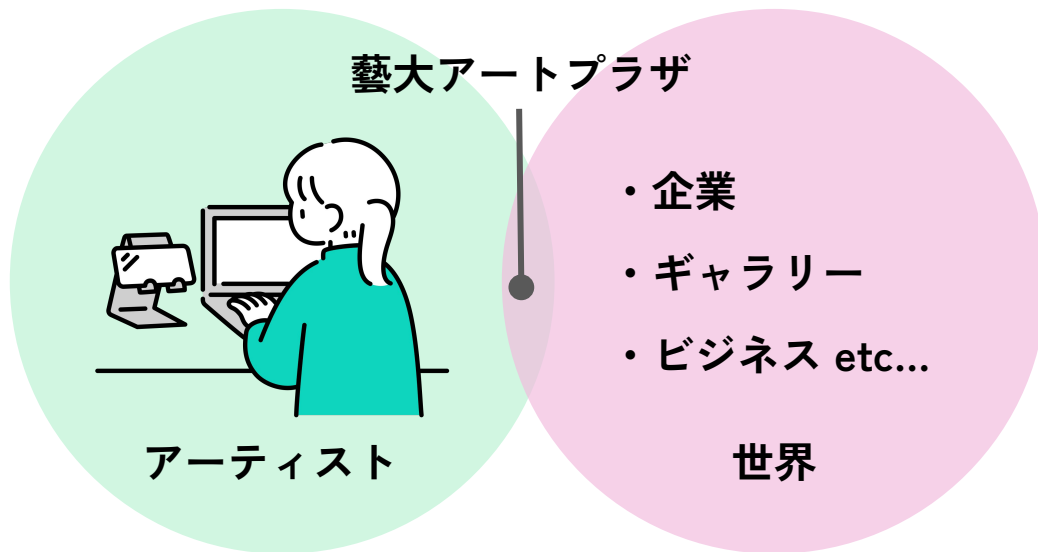 藝大アートプラザ
・企業
・ギャラリー
・ビジネス etc...
アーティスト
世界